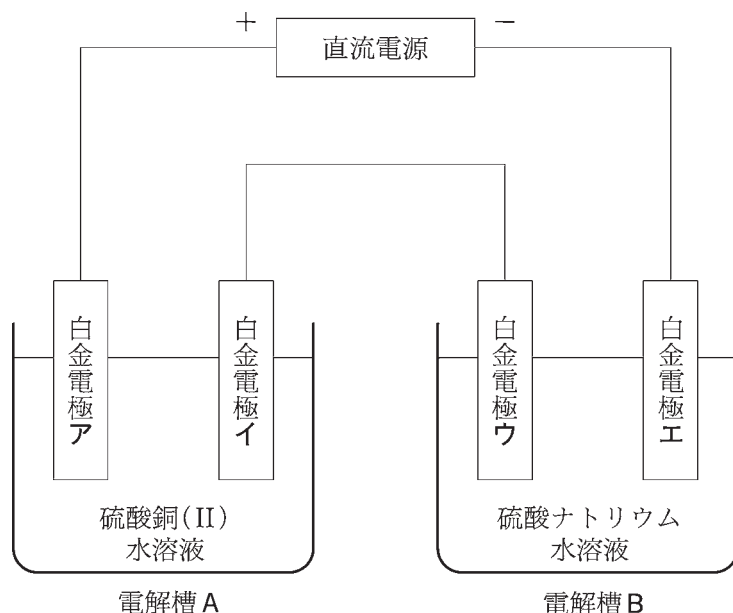 +
直流電源
−
白金電極ア
白金電極イ
白金電極ウ
白金電極エ
硫酸銅(II)
水溶液
硫酸ナトリウム
水溶液
電解槽A
電解槽B